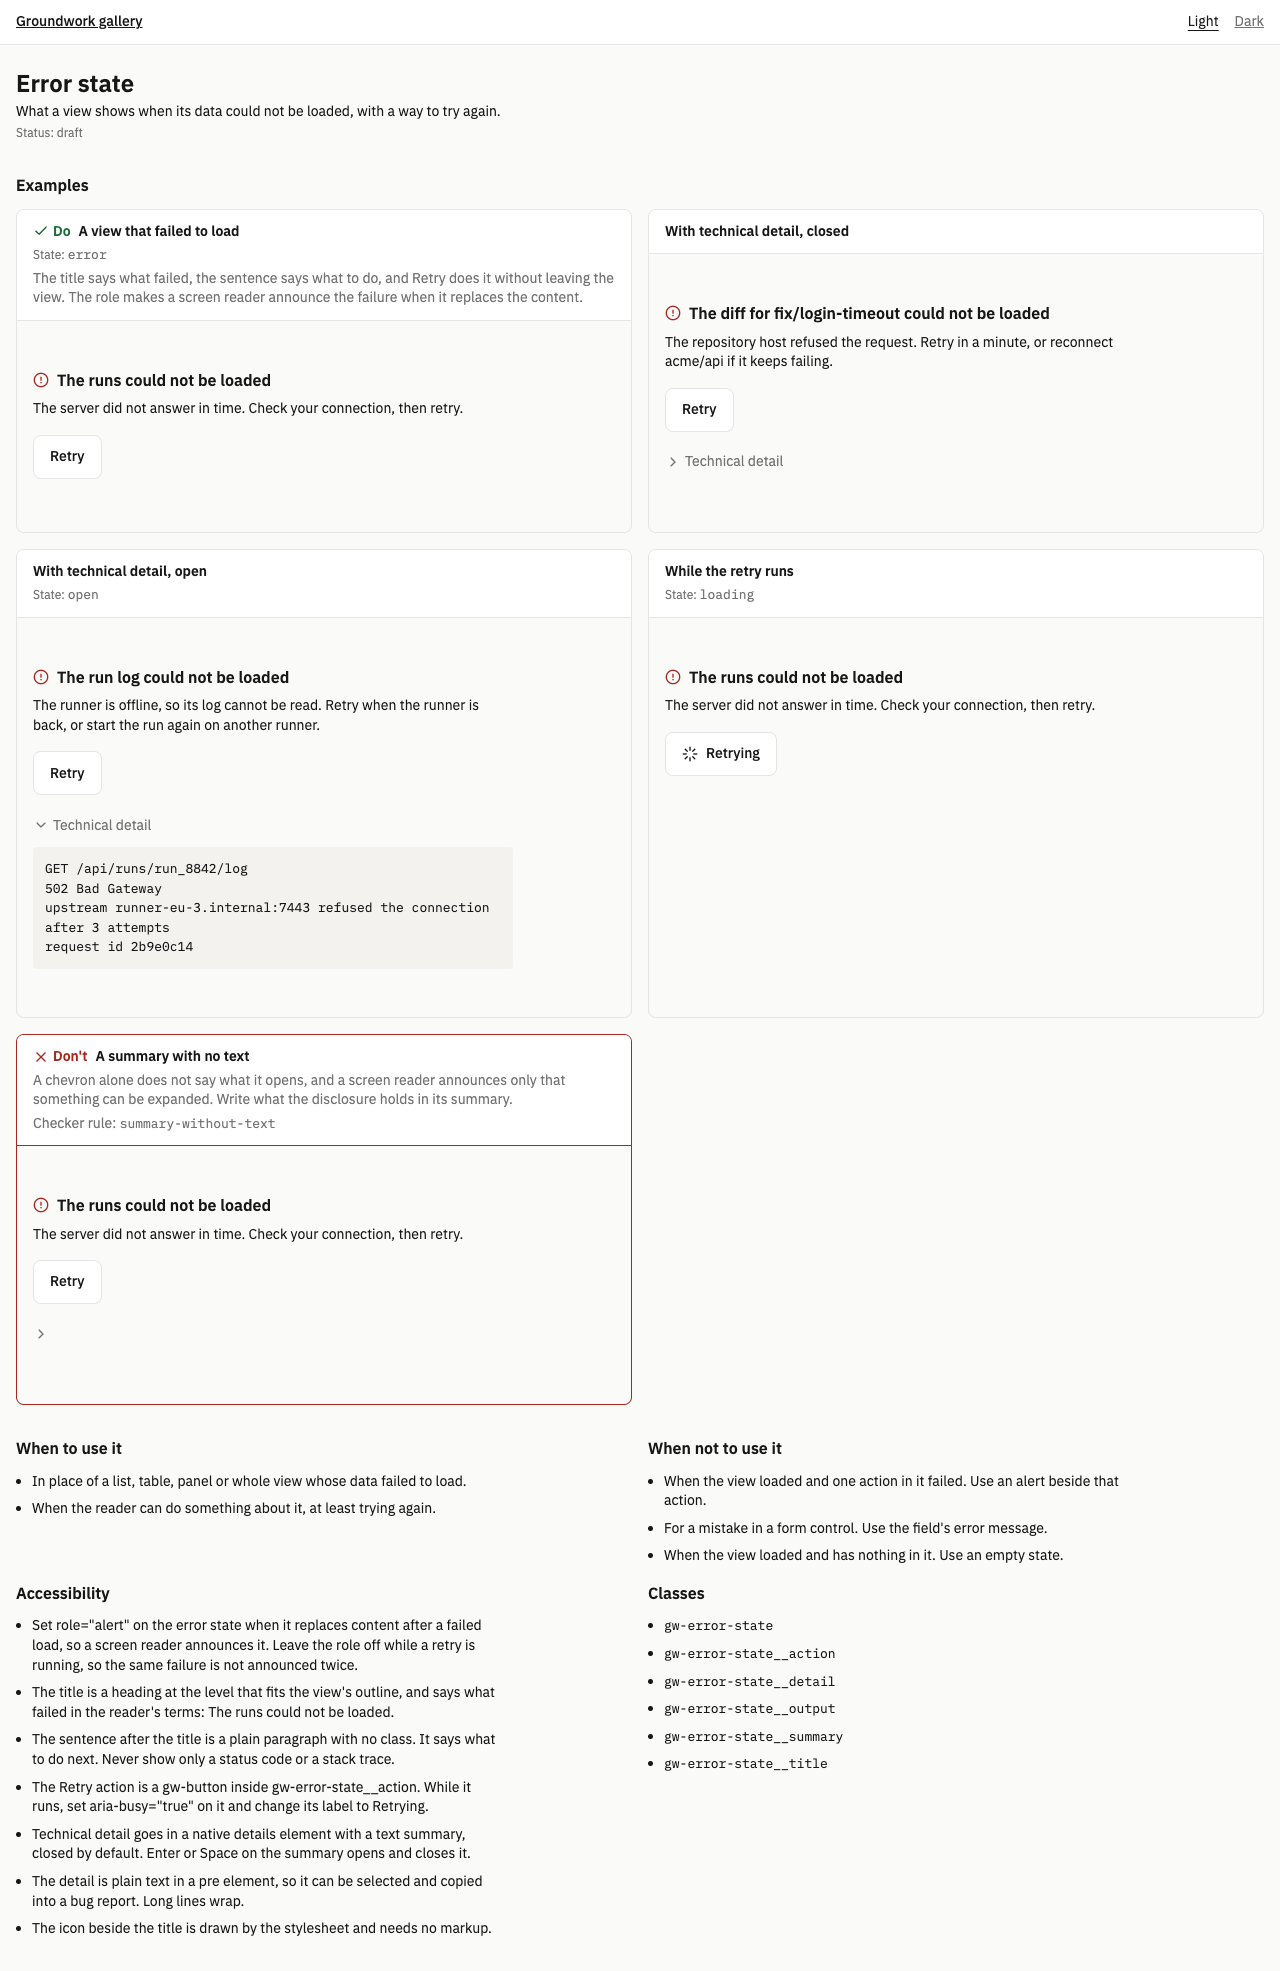 Groundwork gallery
Light Dark
Error state
What a view shows when its data could not be loaded, with a way to try again.
Status: draft
Examples
Do A view that failed to load
State: error
The title says what failed, the sentence says what to do, and Retry does it without leaving the
view. The role makes a screen reader announce the failure when it replaces the content.
The runs could not be loaded
The server did not answer in time. Check your connection, then retry.
Retry
With technical detail, closed
The diff for fix/login-timeout could not be loaded
The repository host refused the request. Retry in a minute, or reconnect
acme/api if it keeps failing.
Retry
Technical detail
With technical detail, open
State: open
The run log could not be loaded
The runner is offline, so its log cannot be read. Retry when the runner is
back, or start the run again on another runner.
Retry
Technical detail
GET /api/runs/run_8842/log
502 Bad Gateway
upstream runner-eu-3.internal:7443 refused the connection
after 3 attempts
request id 2b9e0c14
While the retry runs
State: loading
The runs could not be loaded
The server did not answer in time. Check your connection, then retry.
Retrying
Don't A summary with no text
A chevron alone does not say what it opens, and a screen reader announces only that
something can be expanded. Write what the disclosure holds in its summary.
Checker rule: summary-without-text
The runs could not be loaded
The server did not answer in time. Check your connection, then retry.
Retry
When to use it
In place of a list, table, panel or whole view whose data failed to load.
When the reader can do something about it, at least trying again.
When not to use it
When the view loaded and one action in it failed. Use an alert beside that
action.
For a mistake in a form control. Use the field's error message.
When the view loaded and has nothing in it. Use an empty state.
Accessibility
Set role="alert" on the error state when it replaces content after a failed
load, so a screen reader announces it. Leave the role off while a retry is
running, so the same failure is not announced twice.
The title is a heading at the level that fits the view's outline, and says what
failed in the reader's terms: The runs could not be loaded.
The sentence after the title is a plain paragraph with no class. It says what
to do next. Never show only a status code or a stack trace.
The Retry action is a gw-button inside gw-error-state__action. While it
runs, set aria-busy="true" on it and change its label to Retrying.
Technical detail goes in a native details element with a text summary,
closed by default. Enter or Space on the summary opens and closes it.
The detail is plain text in a pre element, so it can be selected and copied
into a bug report. Long lines wrap.
The icon beside the title is drawn by the stylesheet and needs no markup.
Classes
gw-error-state
gw-error-state__action
gw-error-state__detail
gw-error-state__output
gw-error-state__summary
gw-error-state__title